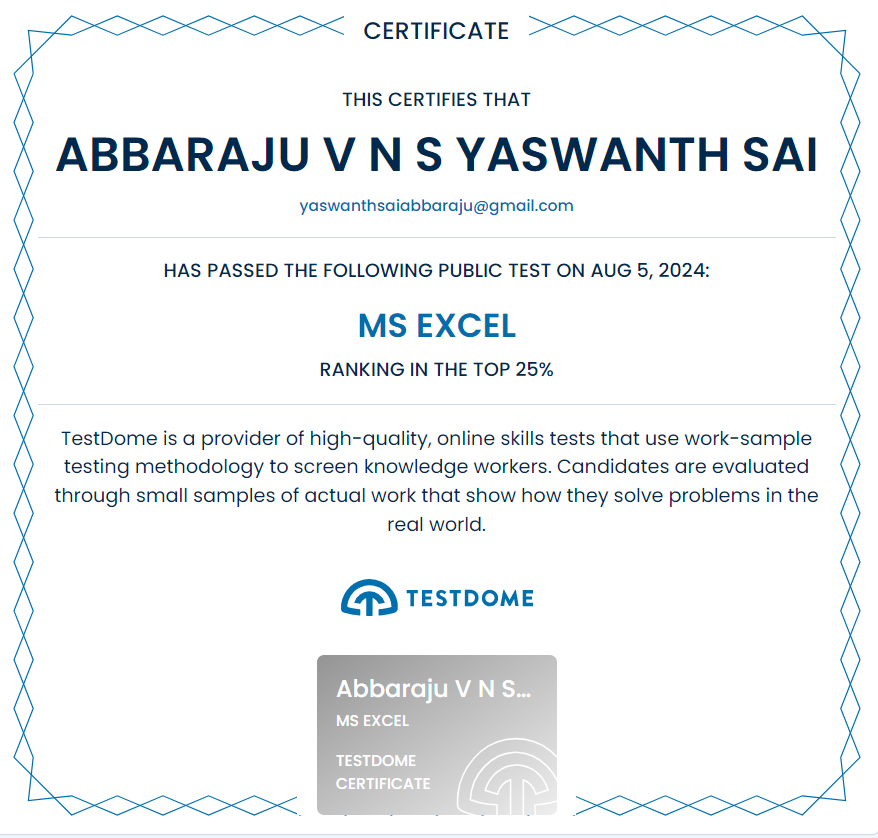 CERTIFICATE
THIS CERTIFIES THAT
ABBARAJU V N S YASWANTH SAI
yaswanthsaiabbaraju@gmail.com
HAS PASSED THE FOLLOWING PUBLIC TEST ON AUG 5, 2024:
MS EXCEL
RANKING IN THE TOP 25%
TestDome is a provider of high-quality, online skills tests that use work-sample
testing methodology to screen knowledge workers. Candidates are evaluated
through small samples of actual work that show how they solve problems in the
real world.
TESTDOME
Abbaraju V N S...
MS EXCEL
TESTDOME
CERTIFICATE